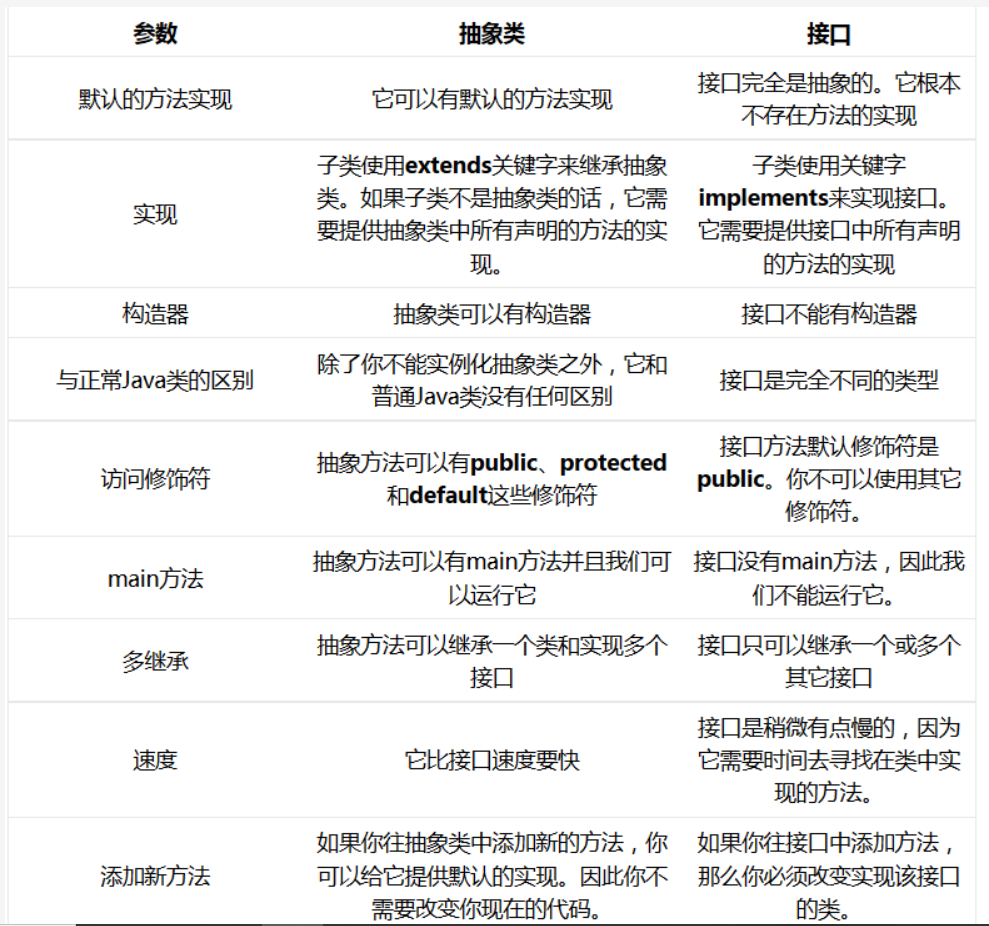 参数 抽象类 接口
默认的方法实现 它可以有默认的方法实现 接口完全是抽象的。它根本
不存在方法的实现
实现 子类使用extends关键字来继承抽象
类。如果子类不是抽象类的话，它需
要提供抽象类中所有声明的方法的实
现。
子类使用关键字
implements来实现接口。
它需要提供接口中所有声明
的方法的实现
构造器 抽象类可以有构造器 接口不能有构造器
与正常Java类的区别 除了你不能实例化抽象类之外，它和
普通Java类没有任何区别
接口是完全不同的类型
访问修饰符 抽象方法可以有public、protected
和default这些修饰符
接口方法默认修饰符是
public。你不可以使用其它
修饰符。
main方法 抽象方法可以有main方法并且我们可
以运行它
接口没有main方法，因此我
们不能运行它。
多继承 抽象方法可以继承一个类和实现多个
接口
接口只可以继承一个或多个
其它接口
速度 它比接口速度要快 接口是稍微有点慢的，因为
它需要时间去寻找在类中实
现的方法。
添加新方法 如果你往抽象类中添加新的方法，你
可以给它提供默认的实现。因此你不
需要改变你现在的代码。
如果你往接口中添加方法，
那么你必须改变实现该接口
的类。